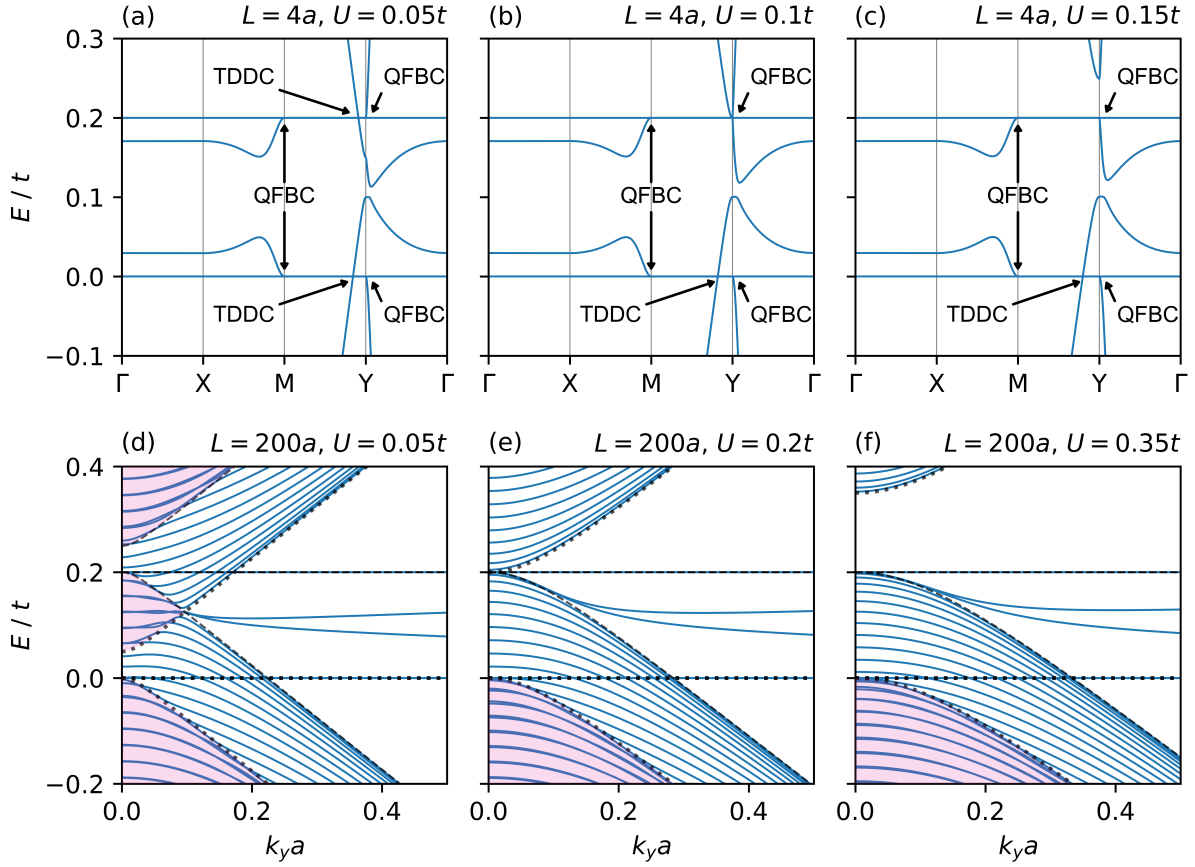 (a) L = 4a, U = 0.05t
(b) L = 4a, U = 0.1t
(c) L = 4a, U = 0.15t
0.3
0.2
0.1
0.0
−0.1
E / t
TDDC
QFBC
QFBC
TDDC
QFBC
QFBC
QFBC
TDDC
QFBC
QFBC
QFBC
TDDC
QFBC
Γ X M Y Γ
Γ X M Y Γ
Γ X M Y Γ
(d) L = 200a, U = 0.05t
(e) L = 200a, U = 0.2t
(f) L = 200a, U = 0.35t
0.4
0.2
0.0
−0.2
E / t
0.0 0.2 0.4
0.0 0.2 0.4
0.0 0.2 0.4
kya
kya
kya